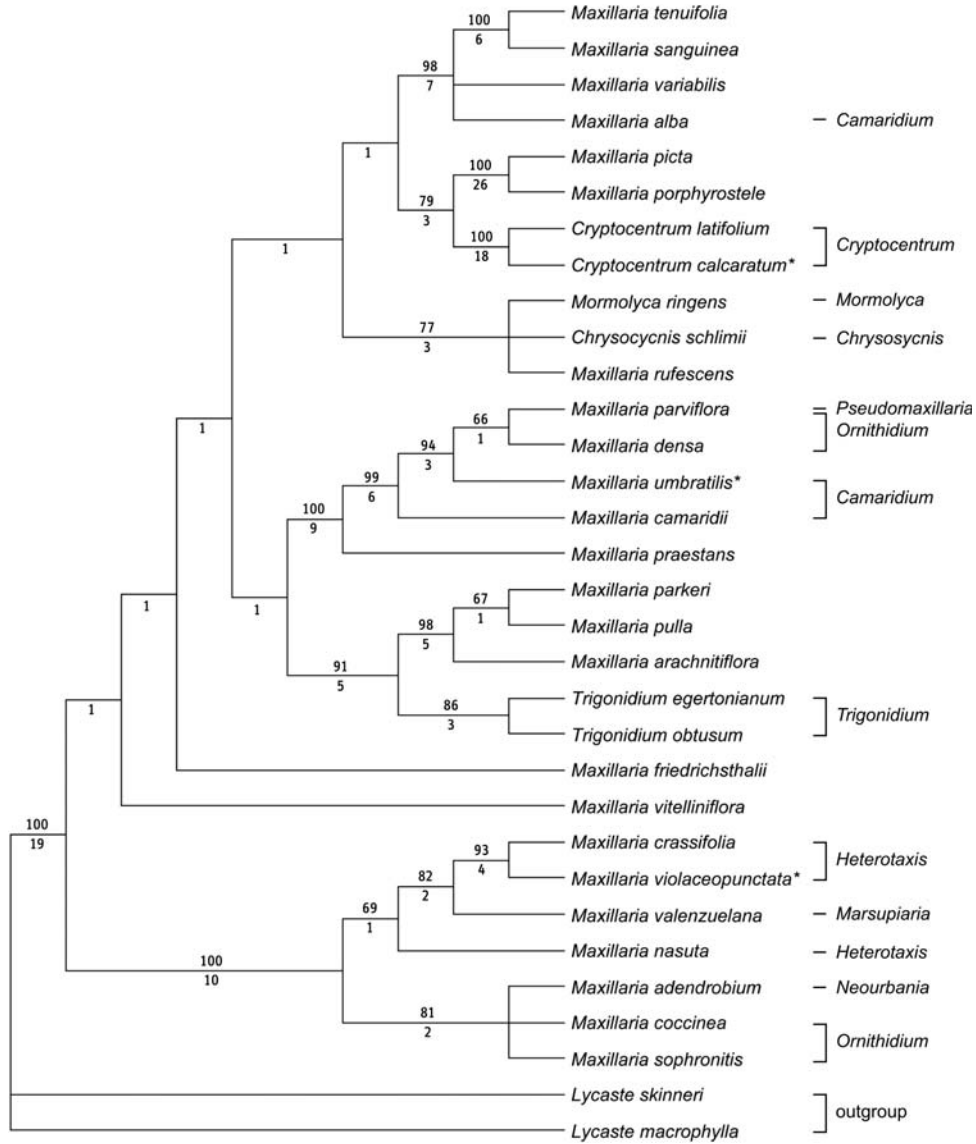 100
6
Maxillaria tenuifolia
Maxillaria sanguinea
98
7
Maxillaria variabilis
Maxillaria alba
Camaridium
1
100
26
Maxillaria picta
Maxillaria porphyrostele
79
3
100
18
Cryptocentrum latifolium
Cryptocentrum calcaratum*
Cryptocentrum
1
77
3
Mormolyca ringens
Mormolyca
Chrysocycnis schlimii
Chrysosycnis
Maxillaria rufescens
1
66
1
Maxillaria parviflora
Pseudomaxillaria
Ornithidium
Maxillaria densa
94
3
Maxillaria umbratilis*
Camaridium
99
6
Maxillaria camaridii
100
9
Maxillaria praestans
1
67
1
Maxillaria parkeri
Maxillaria pulla
98
5
Maxillaria arachnitiflora
91
5
86
3
Trigonidium egertonianum
Trigonidium obtusum
Trigonidium
1
Maxillaria friedrichsthalii
1
Maxillaria vitelliniflora
100
19
93
4
Maxillaria crassifolia
Maxillaria violaceopunctata*
Heterotaxis
82
2
Maxillaria valenzuelana
Marsupiaria
69
1
Maxillaria nasuta
Heterotaxis
100
10
81
2
Maxillaria adendrobium
Neourbania
Maxillaria coccinea
Maxillaria sophronitis
Ornithidium
Lycaste skinneri
Lycaste macrophylla
outgroup